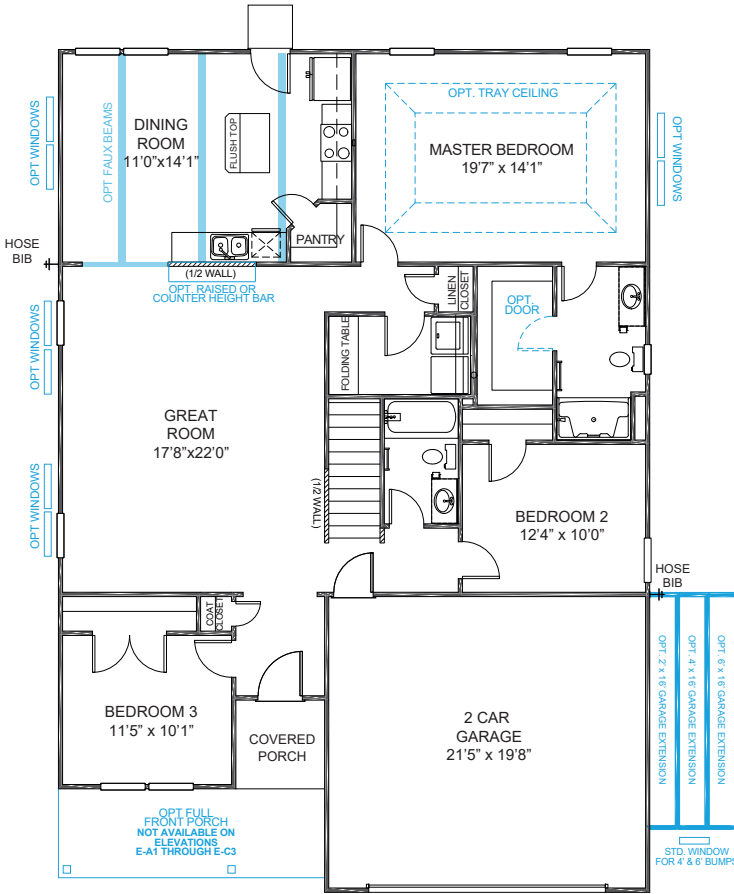 OPT WINDOWS
OPT FAUX BEAMS
DINING
ROOM
11'0"x14'1"
FLUSH TOP
PANTRY
OPT. TRAY CEILING
MASTER BEDROOM
19'7" x 14'1"
OPT WINDOWS
HOSE
BIB
(1/2 WALL)
OPT. RAISED OR
COUNTER HEIGHT BAR
LINEN
CLOSET
OPT.
DOOR
OPT WINDOWS
FOLDING TABLE
GREAT
ROOM
17'8"x22'0"
(1/2 WALL)
OPT WINDOWS
BEDROOM 2
12'4" x 10'0"
HOSE
BIB
COAT
CLOSET
BEDROOM 3
11'5" x 10'1"
COVERED
PORCH
2 CAR
GARAGE
21'5" x 19'8"
OPT. 2' x 16' GARAGE EXTENSION
OPT. 4' x 16' GARAGE EXTENSION
OPT. 6' x 16' GARAGE EXTENSION
OPT FULL
FRONT PORCH
NOT AVAILABLE ON
ELEVATIONS
E-A1 THROUGH E-C3
STD. WINDOW
FOR 4' & 6' BUMPS